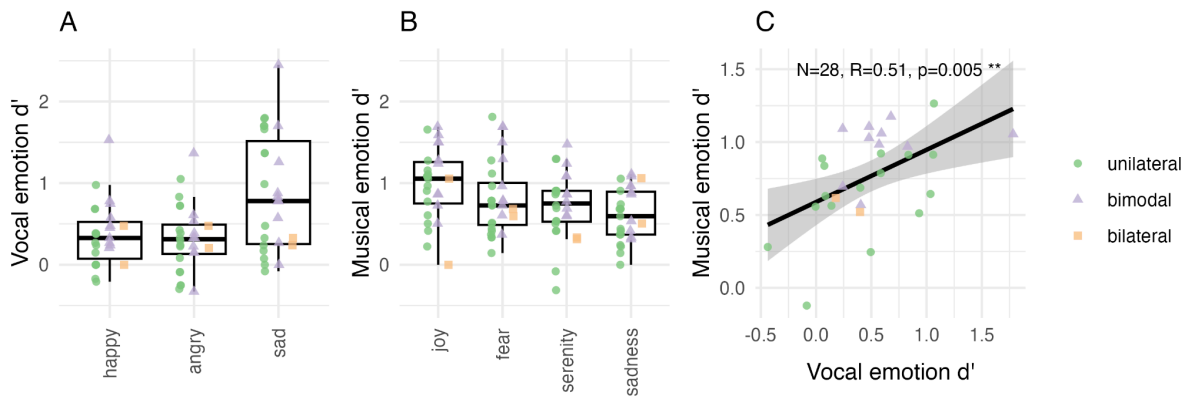 A
Vocal emotion d'
2
1
0
happy
angry
sad
B
Musical emotion d'
2
1
0
joy
fear
serenity
sadness
C
N=28, R=0.51, p=0.005 **
Musical emotion d'
1.5
1.0
0.5
0.0
-0.5
0.0
0.5
1.0
1.5
Vocal emotion d'
unilateral
bimodal
bilateral